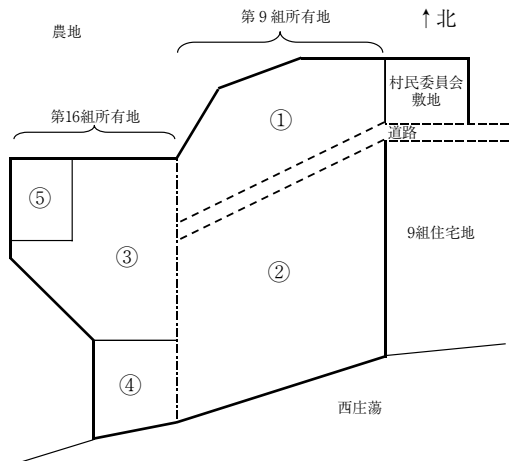 第９組所有地
↑北
農地
村民委員会
敷地
第16組所有地
①
道路
⑤
③
②
9組住宅地
④
西庄蕩